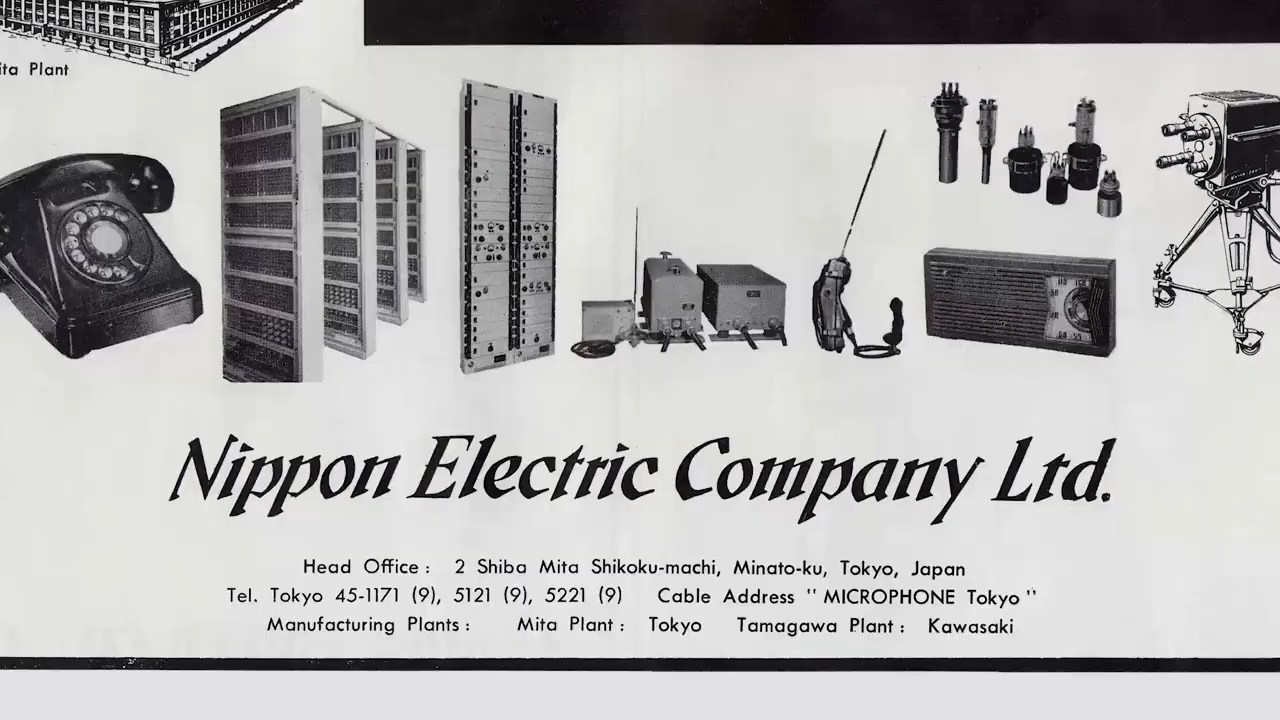 Mita Plant
Nippon Electric Company Ltd.
Head Office : 2 Shiba Mita Shikoku-machi, Minato-ku, Tokyo, Japan
Tel. Tokyo 45-1171 (9), 5121 (9), 5221 (9) Cable Address " MICROPHONE Tokyo "
Manufacturing Plants : Mita Plant : Tokyo Tamagawa Plant : Kawasaki